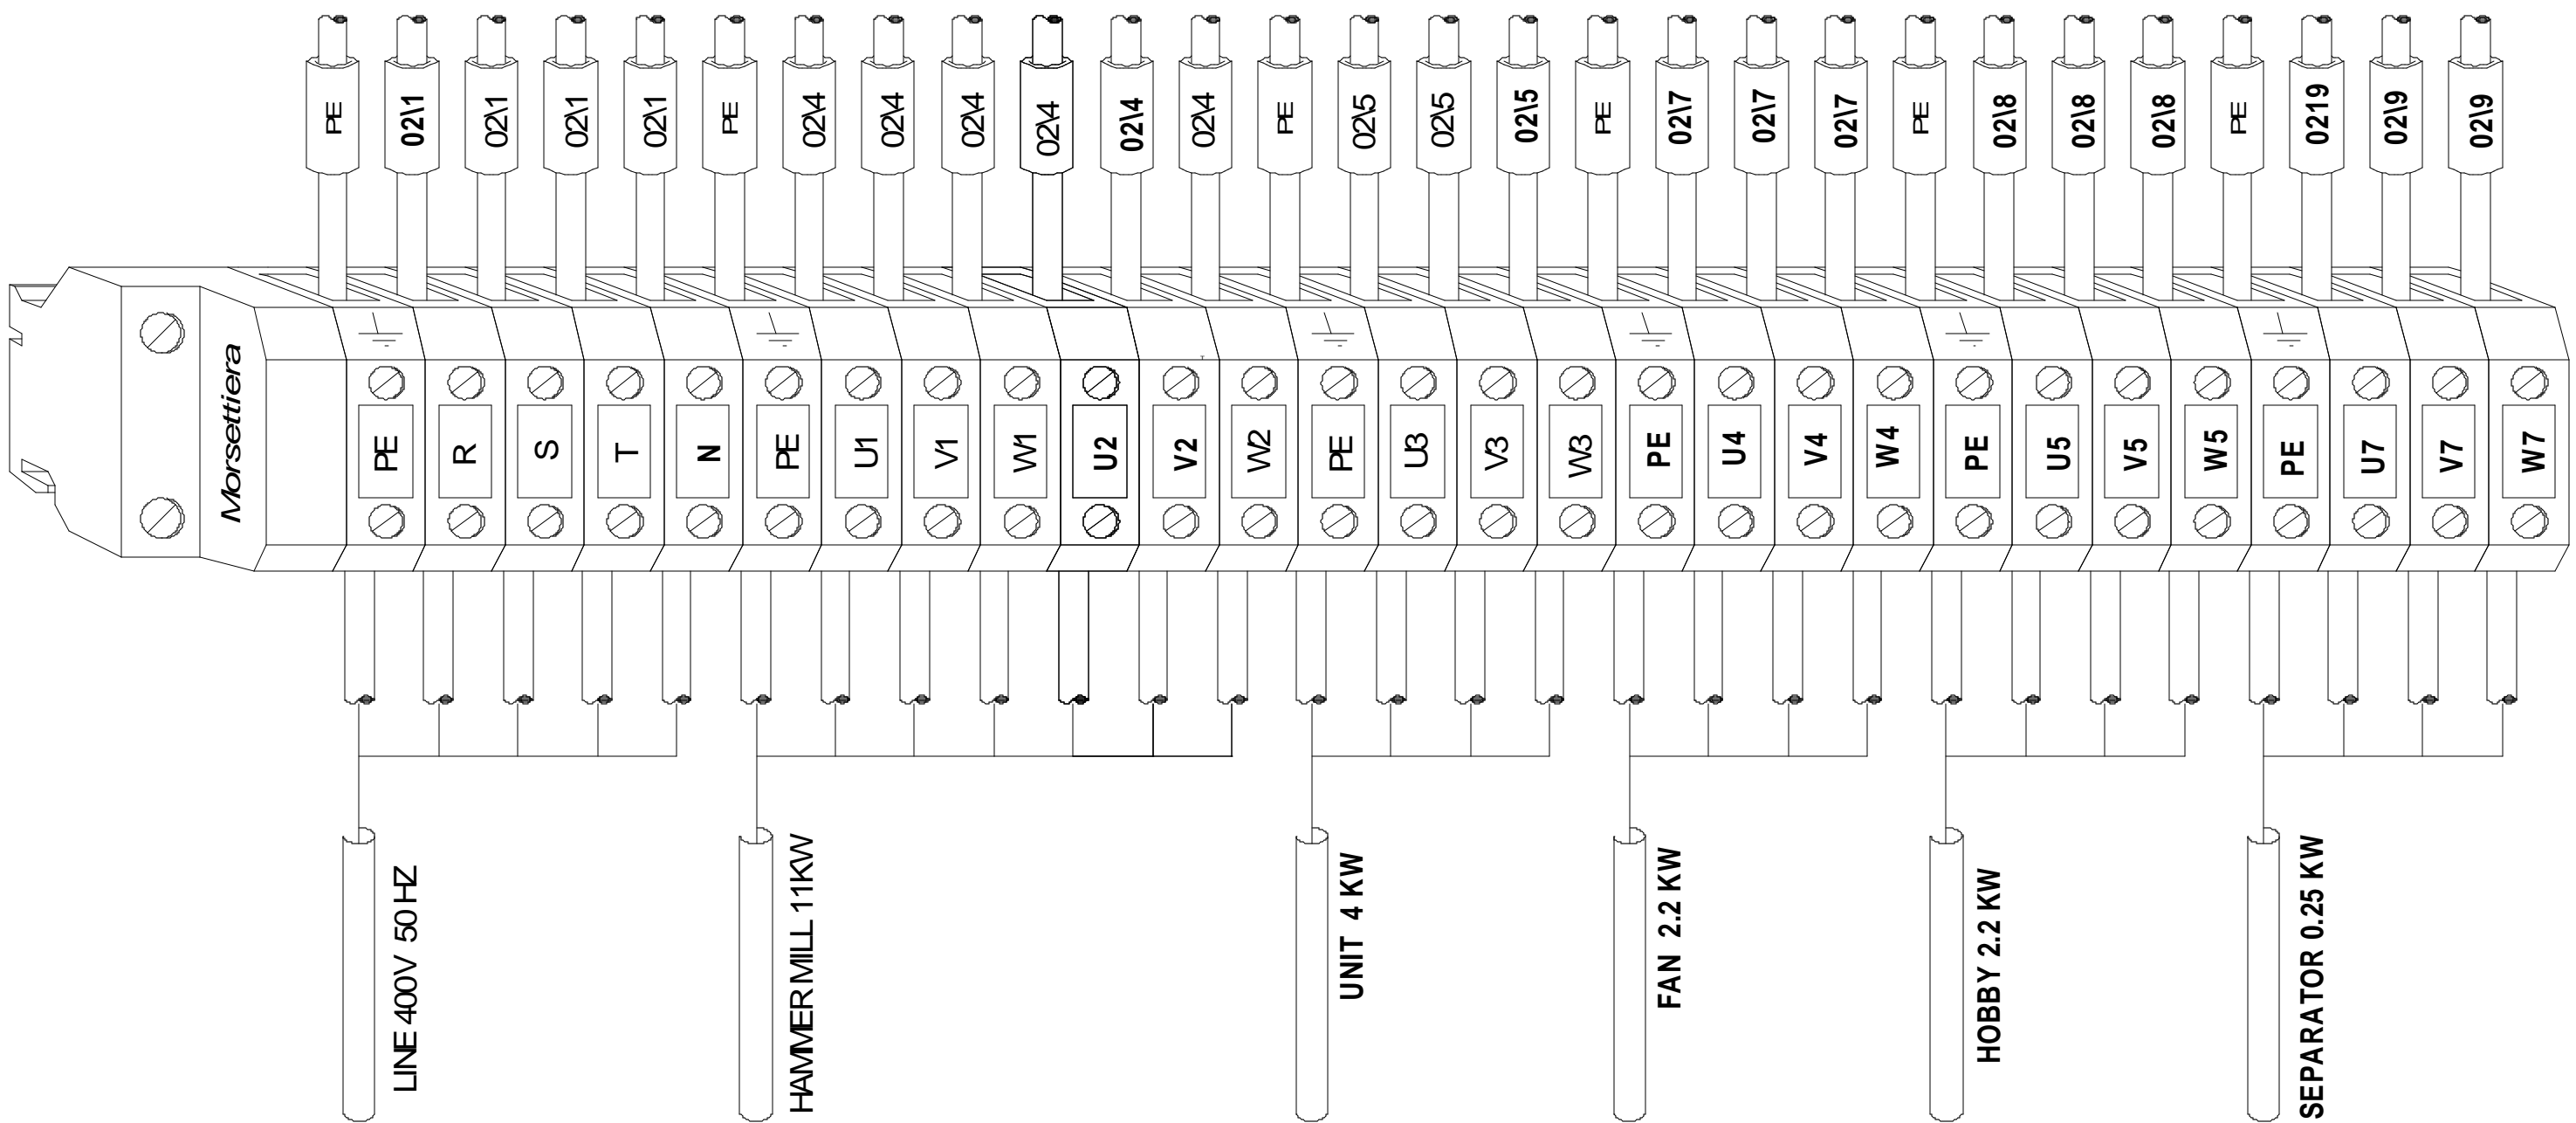 PE
02\1
02\1
02\1
02\1
PE
02\4
02\4
02\4
02\4
02\4
02\4
PE
02\5
02\5
02\5
PE
02\7
02\7
02\7
PE
02\8
02\8
02\8
PE
0219
02\9
02\9
Morsettiera
PE
R
S
T
N
PE
U1
V1
W1
U2
V2
W2
PE
U3
V3
W3
PE
U4
V4
W4
PE
U5
V5
W5
PE
U7
V7
W7
LINE 400V 50 HZ
HAMMER MILL 11KW
UNIT 4 KW
FAN 2.2 KW
HOBBY 2.2 KW
SEPARATOR 0.25 KW